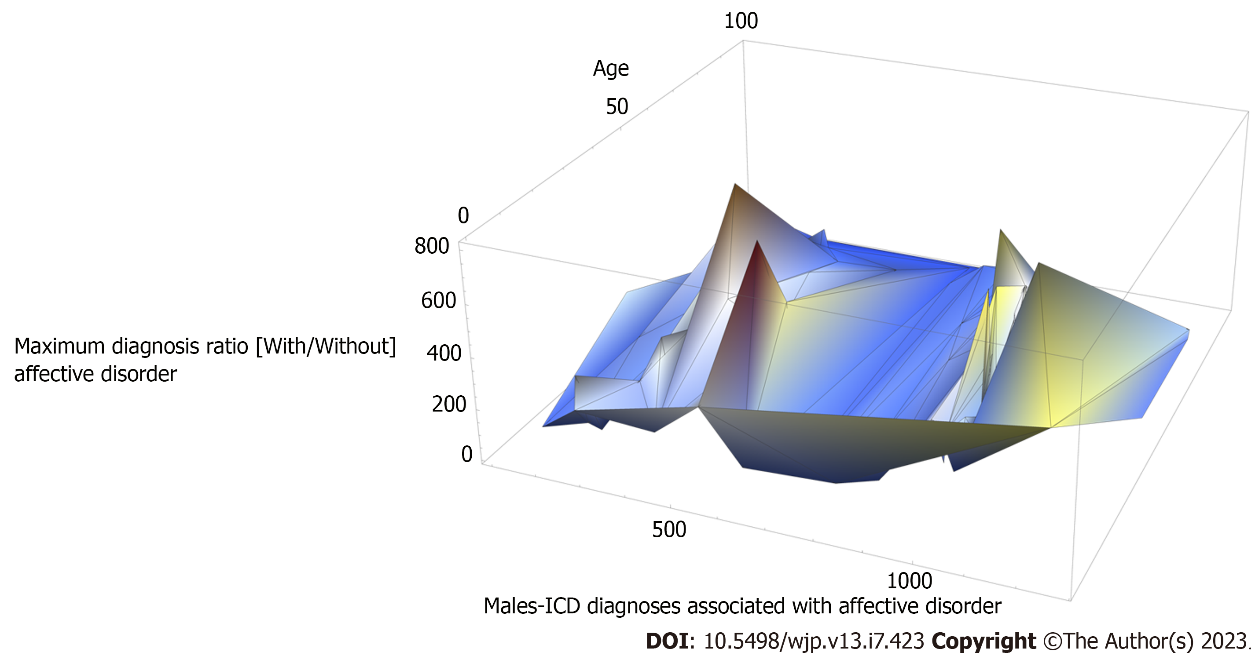 100
Age
50
0
800
600
Maximum diagnosis ratio [With/Without]
affective disorder
400
200
0
500
1000
Males-ICD diagnoses associated with affective disorder
DOI: 10.5498/wjp.v13.i7.423 Copyright ©The Author(s) 2023.